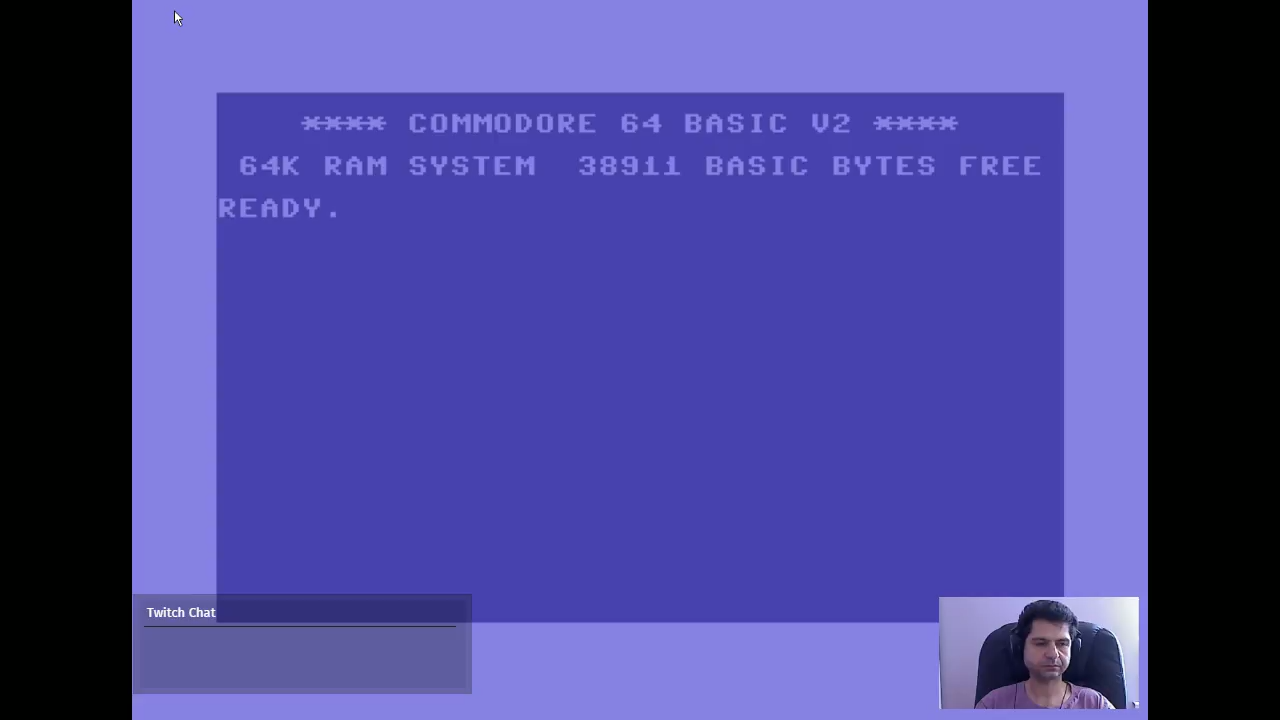 **** COMMODORE 64 BASIC V2 ****
64K RAM SYSTEM  38911 BASIC BYTES FREE
READY.
Twitch Chat